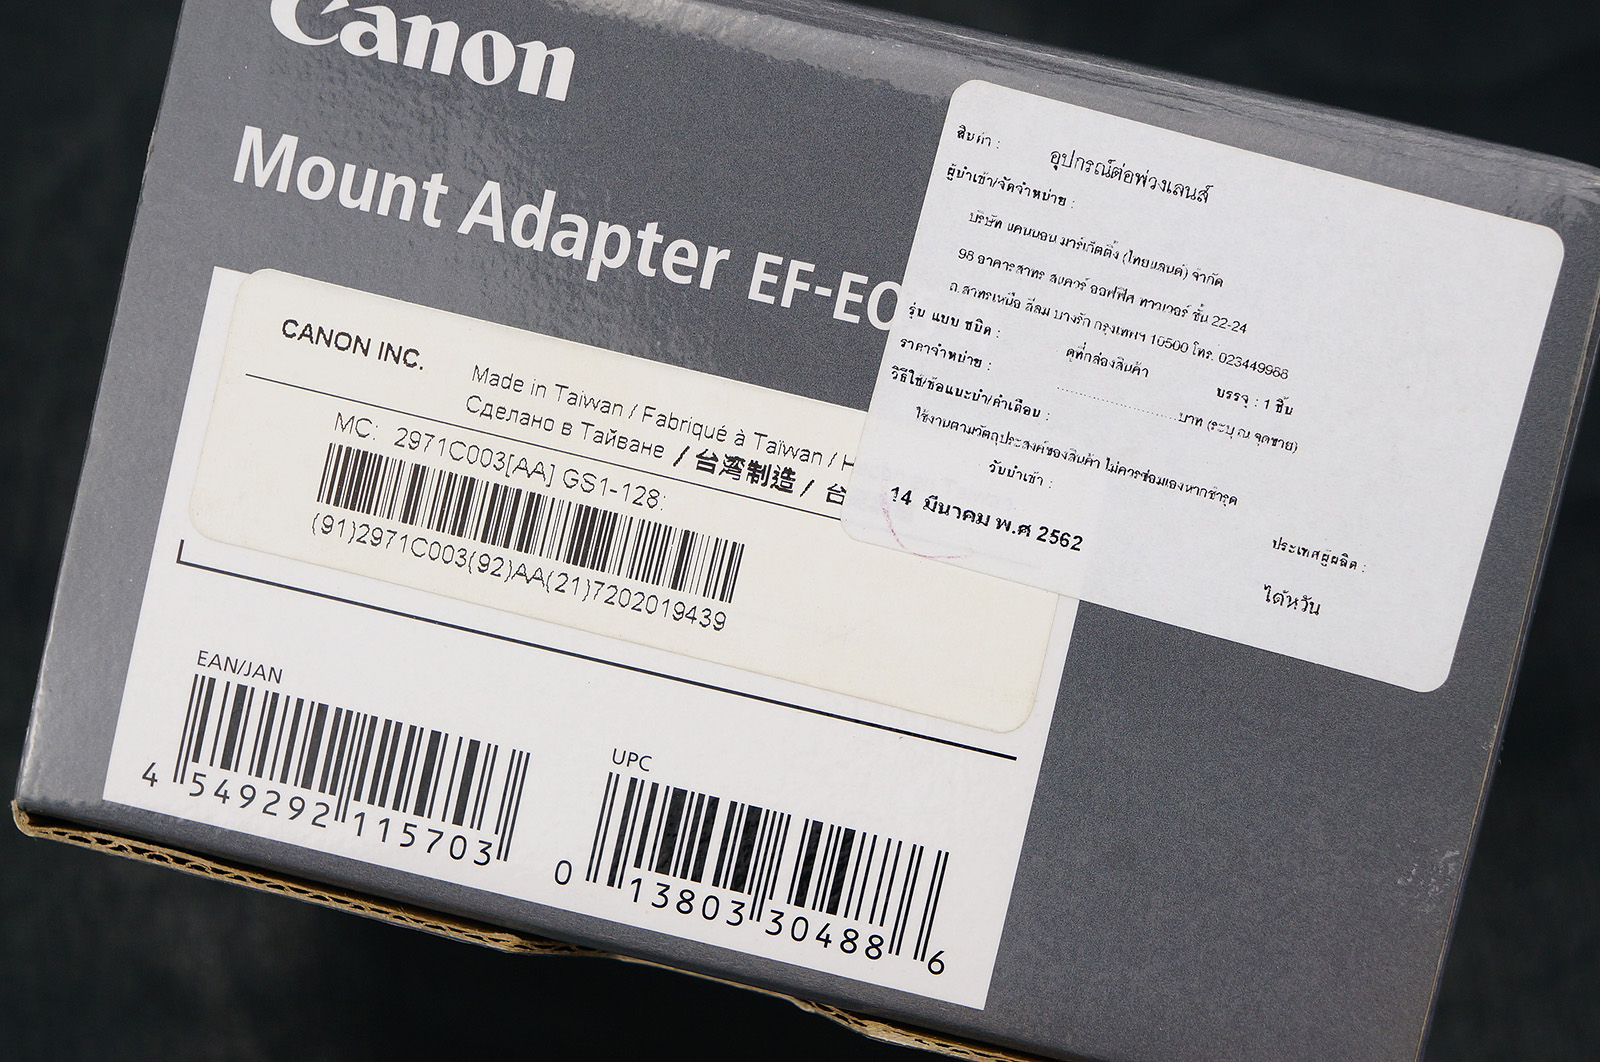 Canon
Mount Adapter EF-EO
CANON INC.
Made in Taiwan / Fabriqué à Taïwan / H
Сделано в Тайване / 台湾制造 / 台
MC: 2971C003[AA] GS1-128:
(91)2971C003(92)AA(21)7202019439
EAN/JAN
4 549292 115703
UPC
0 13803 30488 6
สินค้า : อุปกรณ์ต่อพ่วงเลนส์
ผู้นำเข้า/จัดจำหน่าย :
บริษัท แคนนอน มาร์เก็ตติ้ง (ไทยแลนด์) จำกัด
98 อาคารสาทร สแควร์ ออฟฟิศ ทาวเวอร์ ชั้น 22-24
ถ.สาทรเหนือ สีลม บางรัก กรุงเทพฯ 10500 โทร. 023449988
รุ่น แบบ ชนิด : ดูที่กล่องสินค้า บรรจุ : 1 ชิ้น
ราคาจำหน่าย : ........................บาท (ระบุ ณ จุดขาย)
วิธีใช้/ข้อแนะนำ/คำเตือน :
ใช้งานตามวัตถุประสงค์ของสินค้า ไม่ควรซ่อมเองหากชำรุด
วันนำเข้า :
14 มีนาคม พ.ศ 2562
ประเทศผู้ผลิต :
ไต้หวัน